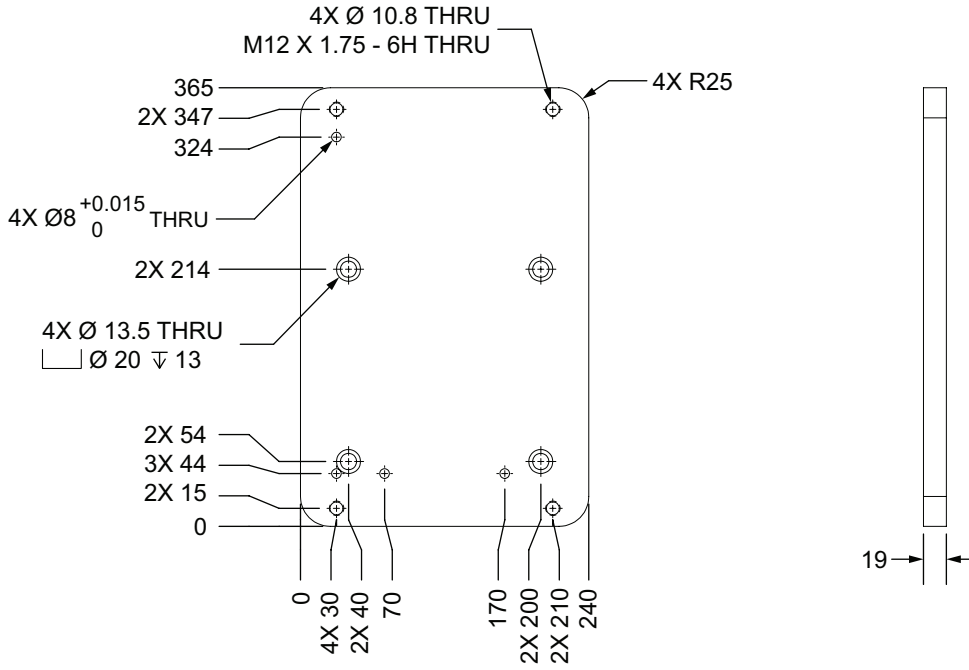 4X Ø 10.8 THRU
M12 X 1.75 - 6H THRU
4X R25
365
2X 347
324
4X Ø8 +0.015 0 THRU
2X 214
4X Ø 13.5 THRU
⌴ Ø 20 ↧ 13
2X 54
3X 44
2X 15
0
19
0
4X 30
2X 40
70
170
2X 200
2X 210
240